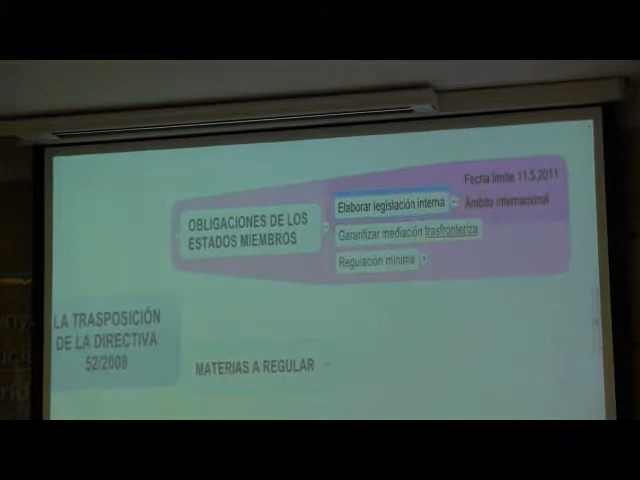 Fecha límite 11.5.2011
Elaborar legislación interna
Ámbito internacional
OBLIGACIONES DE LOS
ESTADOS MIEMBROS
Garantizar mediación trasfronteriza
Regulación mínima
LA TRASPOSICIÓN
DE LA DIRECTIVA
52/2008
MATERIAS A REGULAR